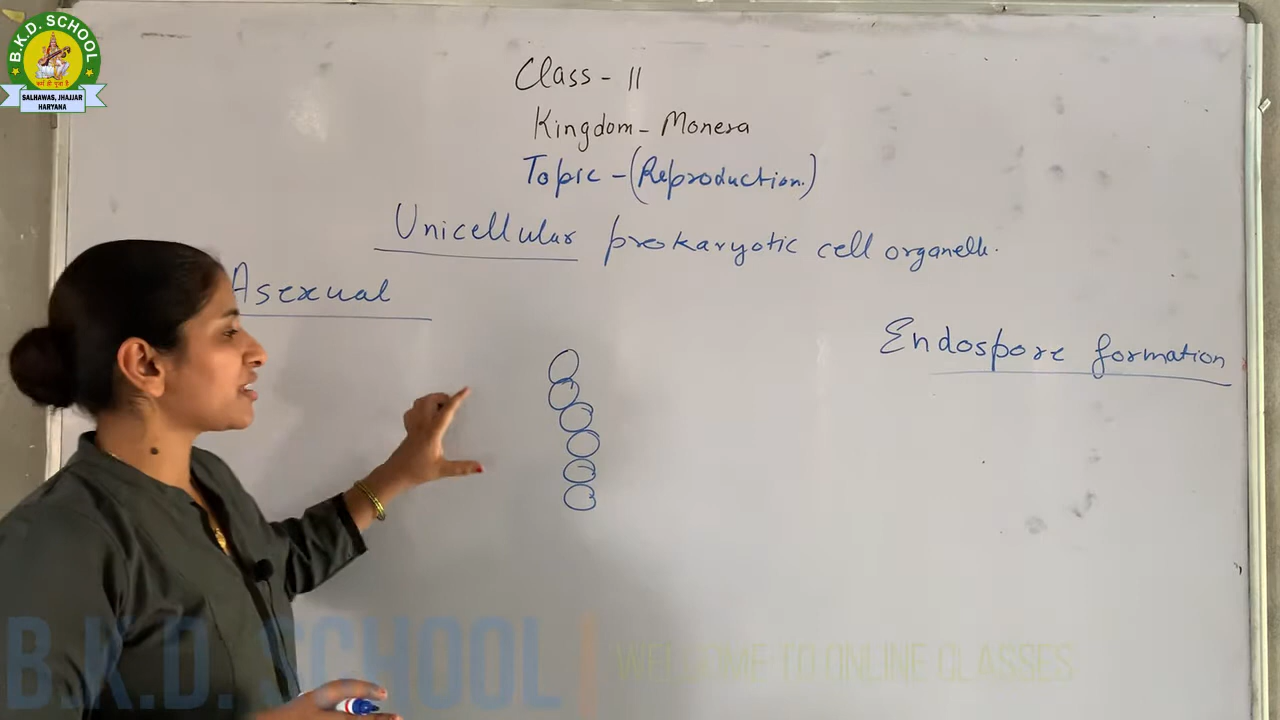 B.K.D. SCHOOL
कर्म ही पूजा है
SALHAWAS, JHAJJAR
HARYANA
Class - 11
Kingdom - Monera
Topic - (Reproduction.)
Unicellular prokaryotic cell organelle.
Asexual
Endospore formation
B.K.D. SCHOOL | WELCOME TO ONLINE CLASSES